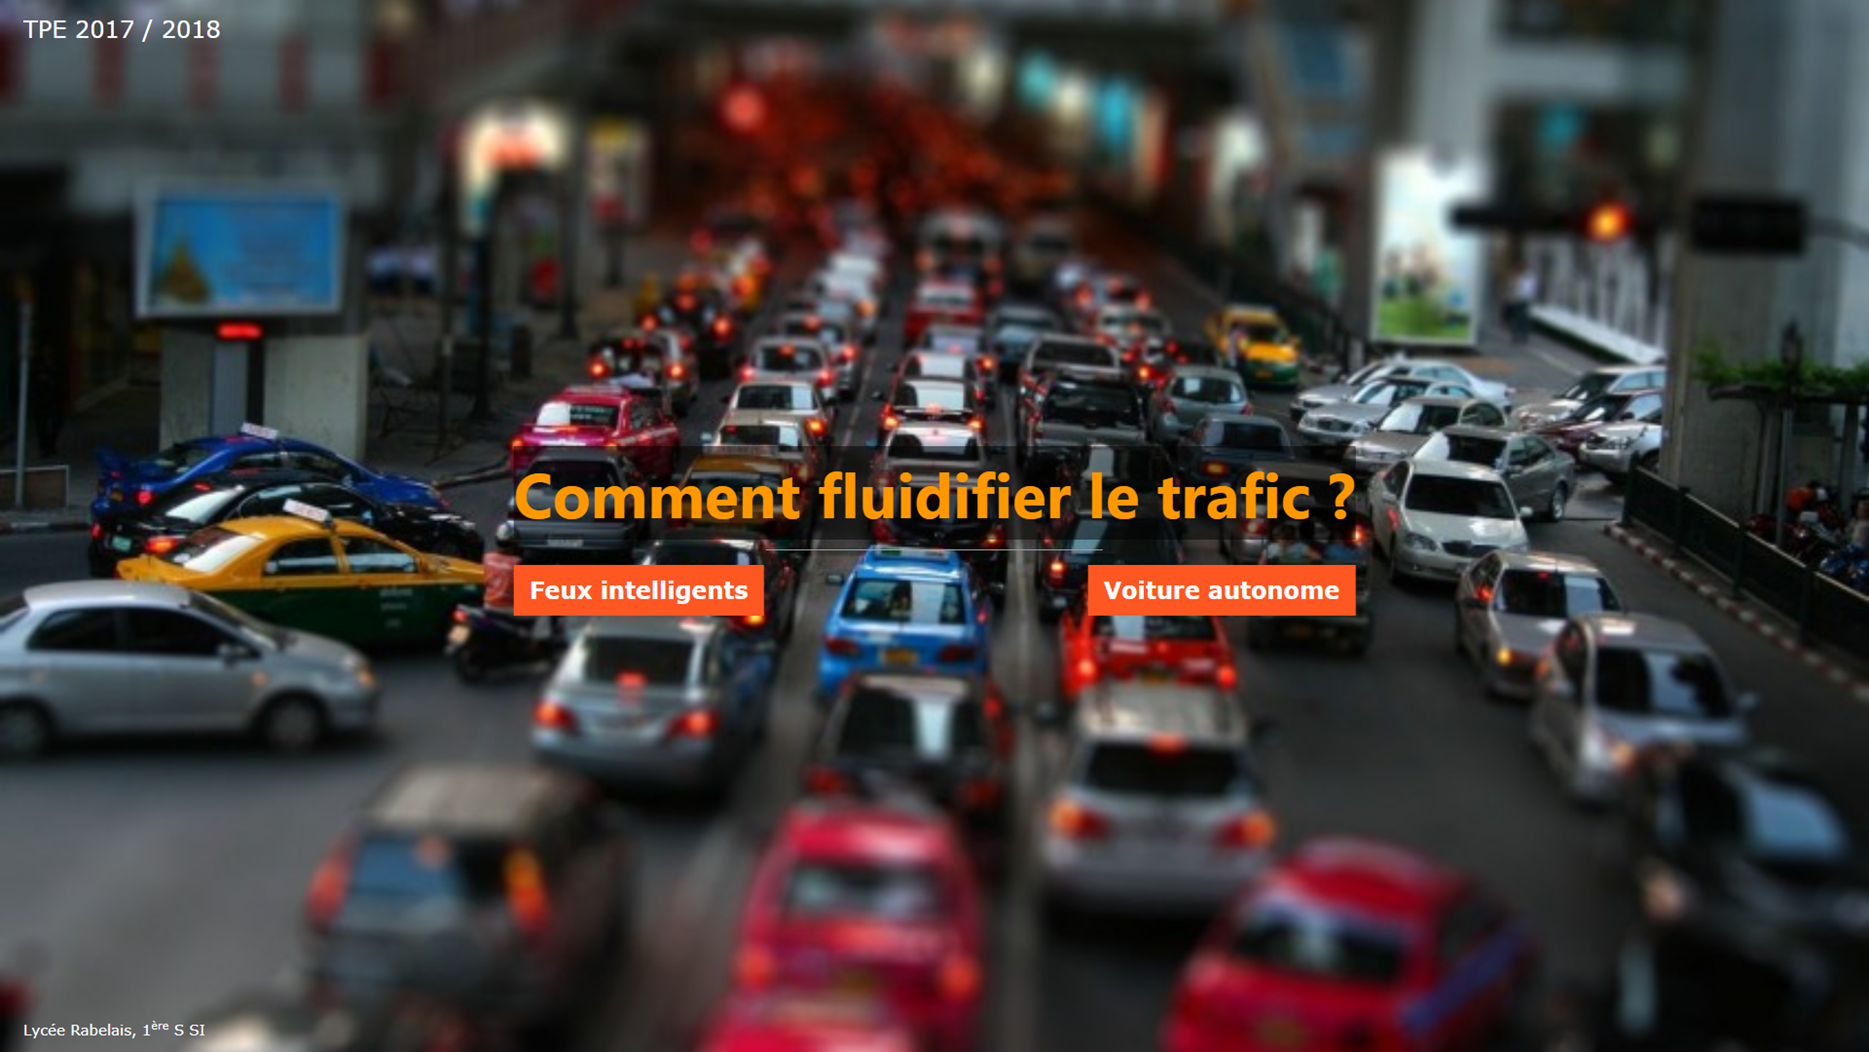 TPE 2017 / 2018
Comment fluidifier le trafic ?
Feux intelligents
Voiture autonome
Lycée Rabelais, 1ère S SI